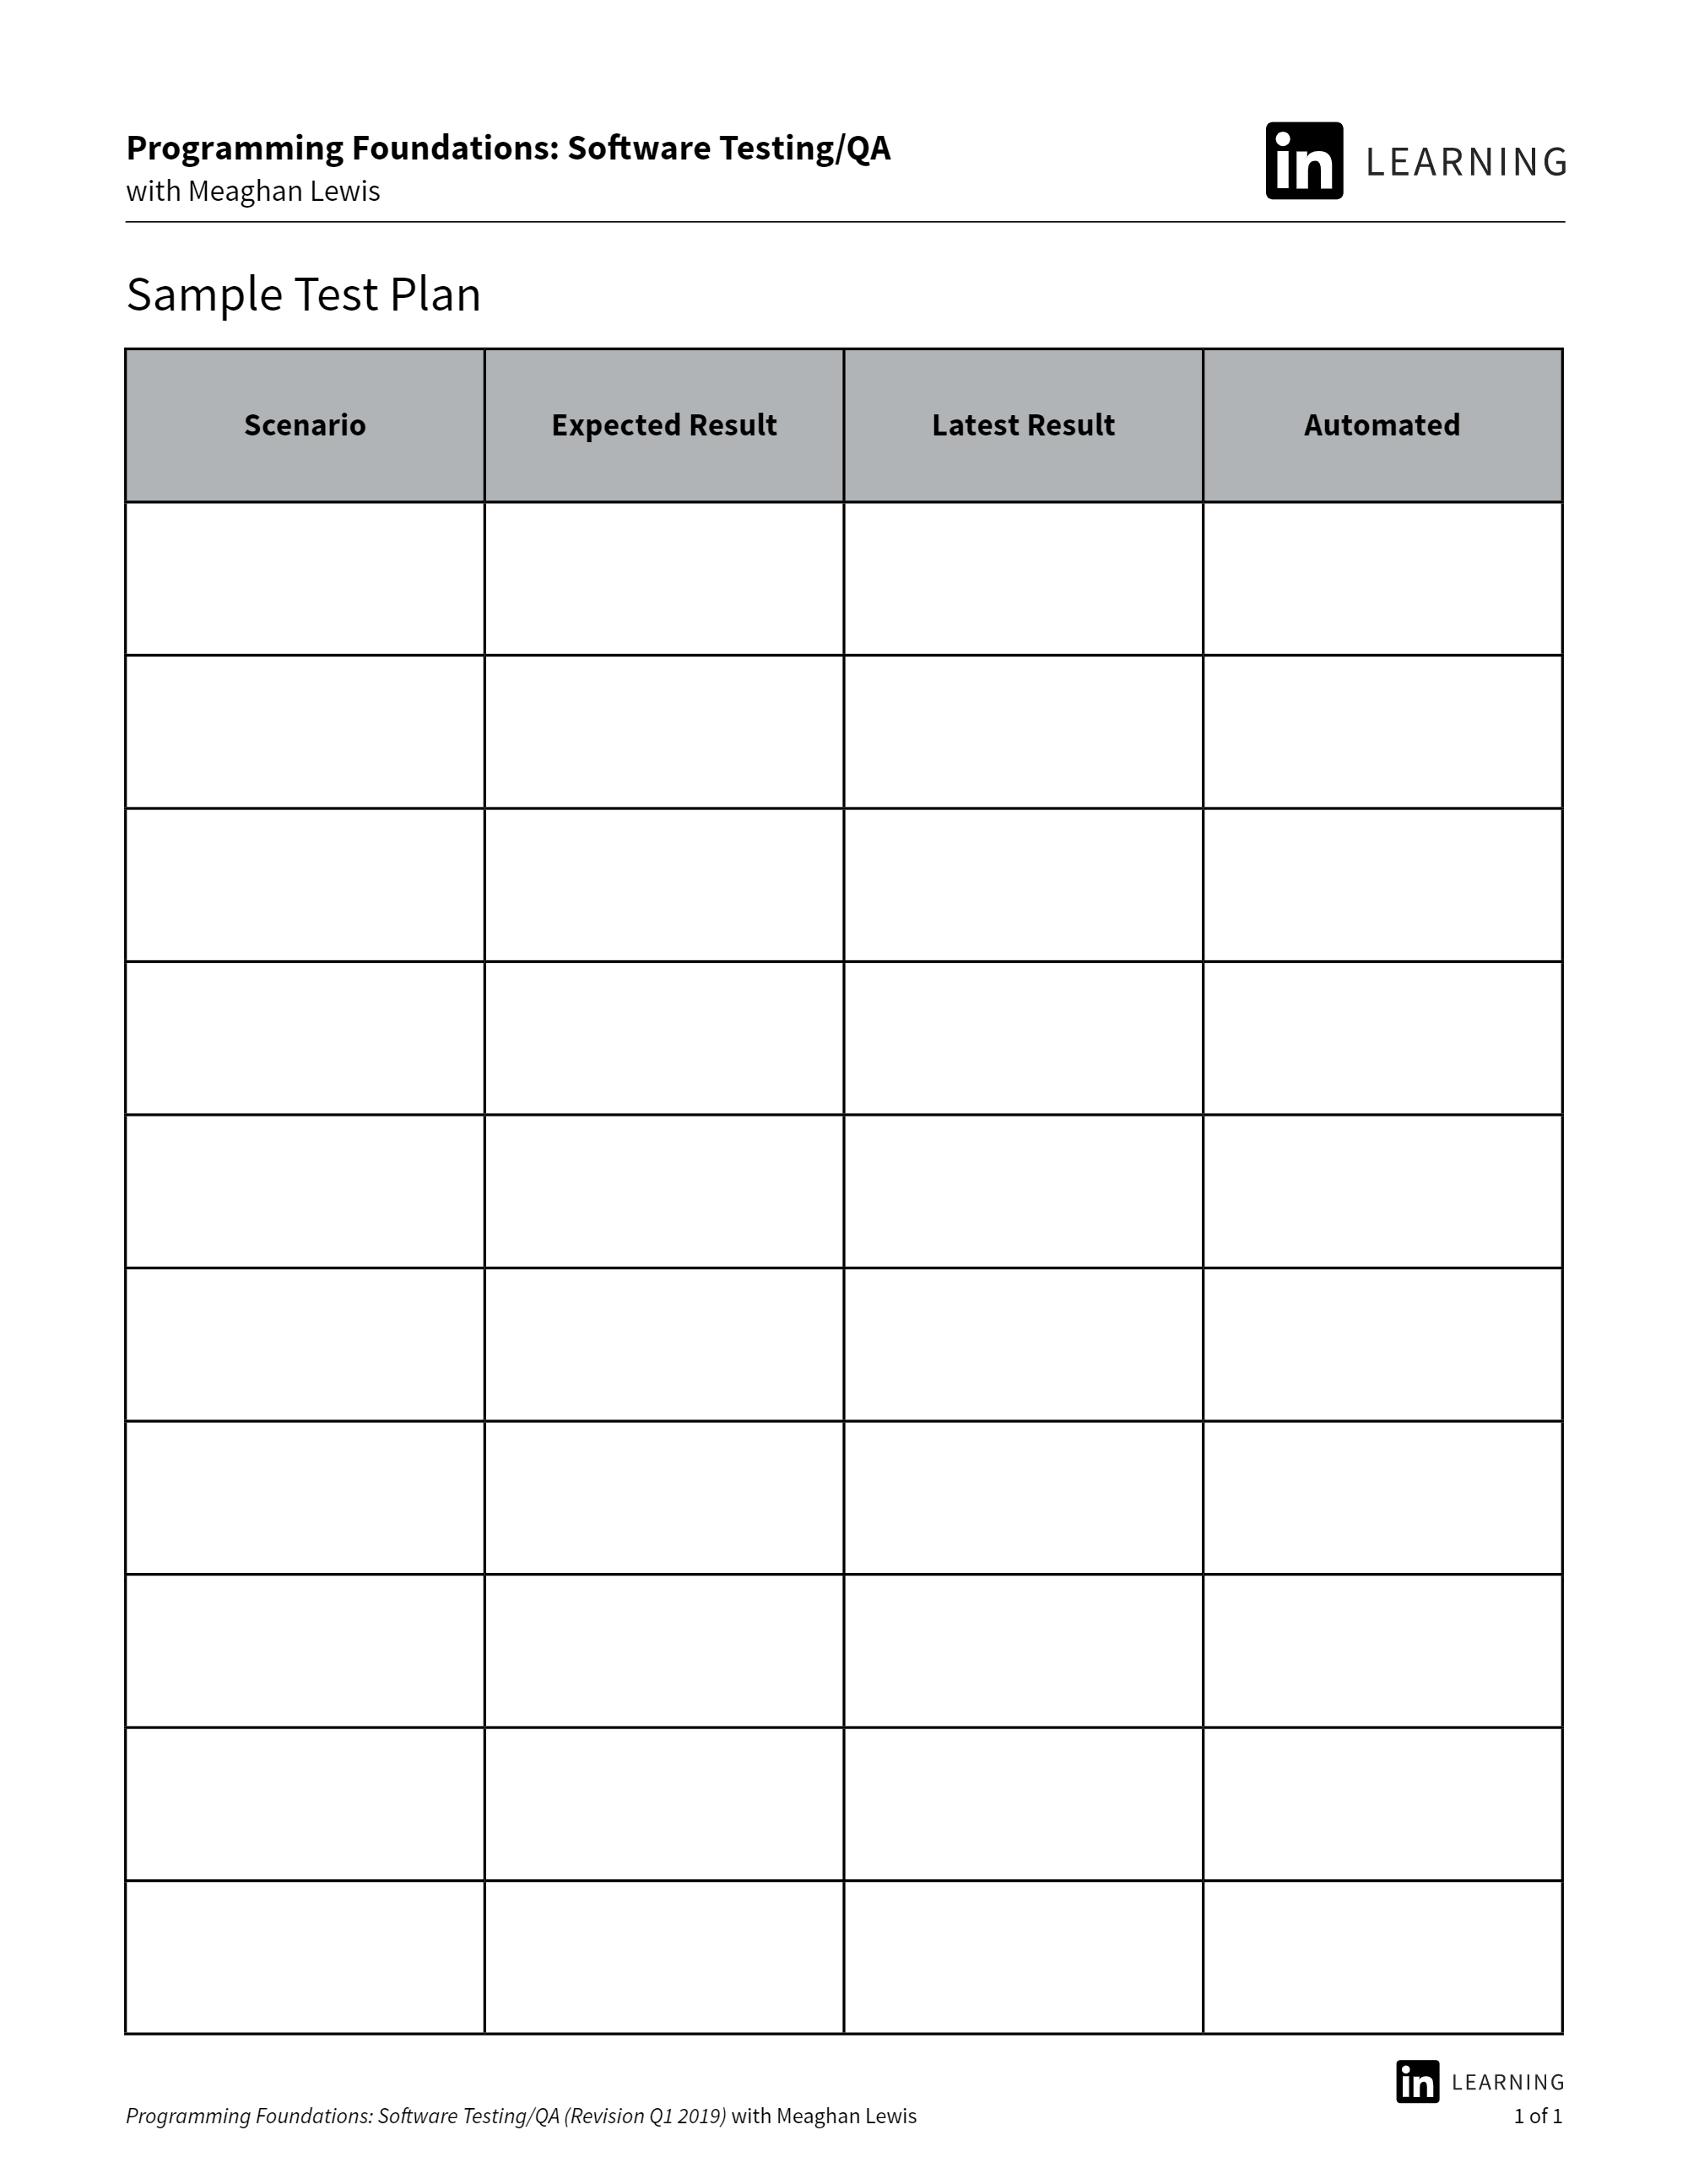 Programming Foundations: Software Testing/QA
with Meaghan Lewis
in LEARNING
Sample Test Plan
Scenario Expected Result Latest Result Automated
in LEARNING
Programming Foundations: Software Testing/QA (Revision Q1 2019) with Meaghan Lewis 1 of 1